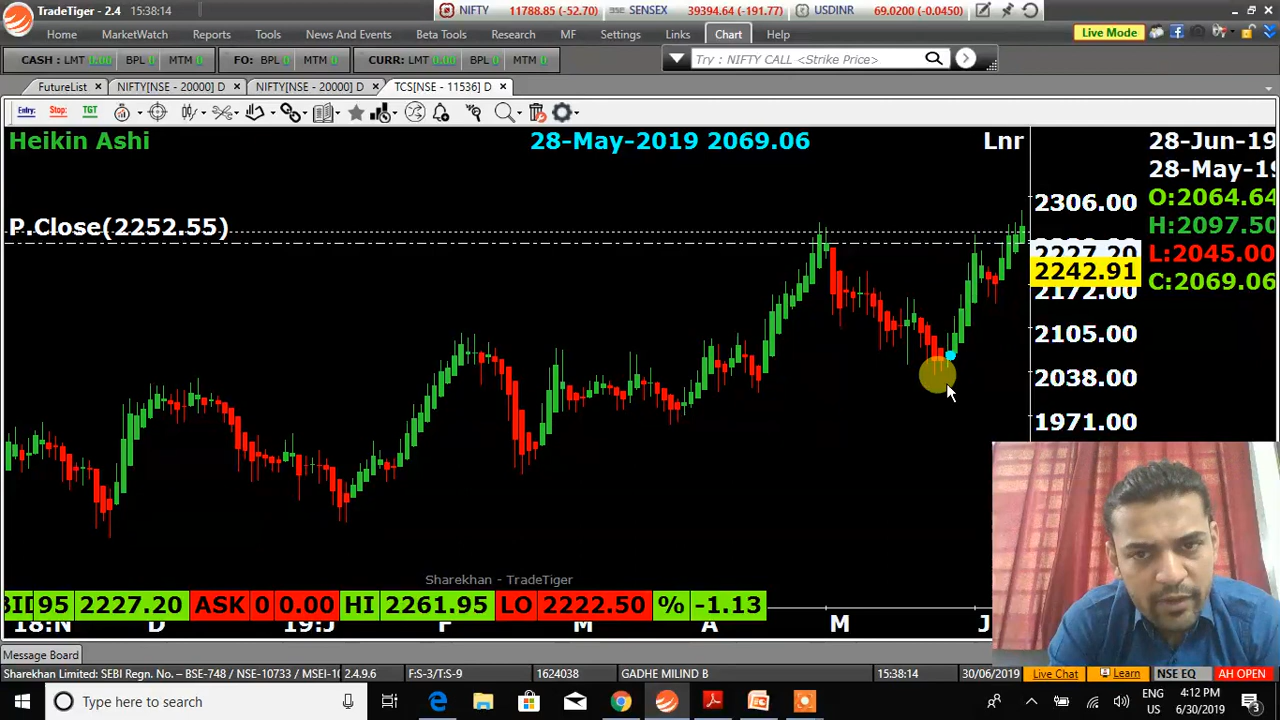 TradeTiger - 2.4
NIFTY 11788.85 (-52.70) SENSEX 39394.64 (-191.77) USDINR 69.0200 (-0.0450)
Home MarketWatch Reports Tools News And Events Beta Tools Research MF Settings Links Chart Help Live Mode
CASH : LMT 0.00 BPL 0 MTM 0 FO: BPL 0 MTM 0 CURR: LMT 0.00 BPL 0 MTM 0 Try : NIFTY CALL <Strike Price>
FutureList x NIFTY[NSE - 20000] D x NIFTY[NSE - 20000] D x TCS[NSE - 11536] D x
Entry: Stop: TGT
Heikin Ashi 28-May-2019 2069.06 Lnr 28-Jun-19
28-May-19
2306.00 O:2064.64
P.Close(2252.55) H:2097.50
2227.20 L:2045.00
2242.91 C:2069.06
2172.00
2105.00
2038.00
1971.00
Sharekhan - TradeTiger
BID 95 2227.20 ASK 0 0.00 HI 2261.95 LO 2222.50 % -1.13
18:N D 19:J F M A M J
Message Board
Sharekhan Limited: SEBI Regn. No. – BSE-748 / NSE-10733 / MSEI-10 2.4.9.6 F:S-3/T:S-9 1624038 GADHE MILIND B 15:38:14 30/06/2019 Live Chat Learn NSE EQ AH OPEN
Type here to search ENG 4:12 PM
US 6/30/2019 3
15:38:14